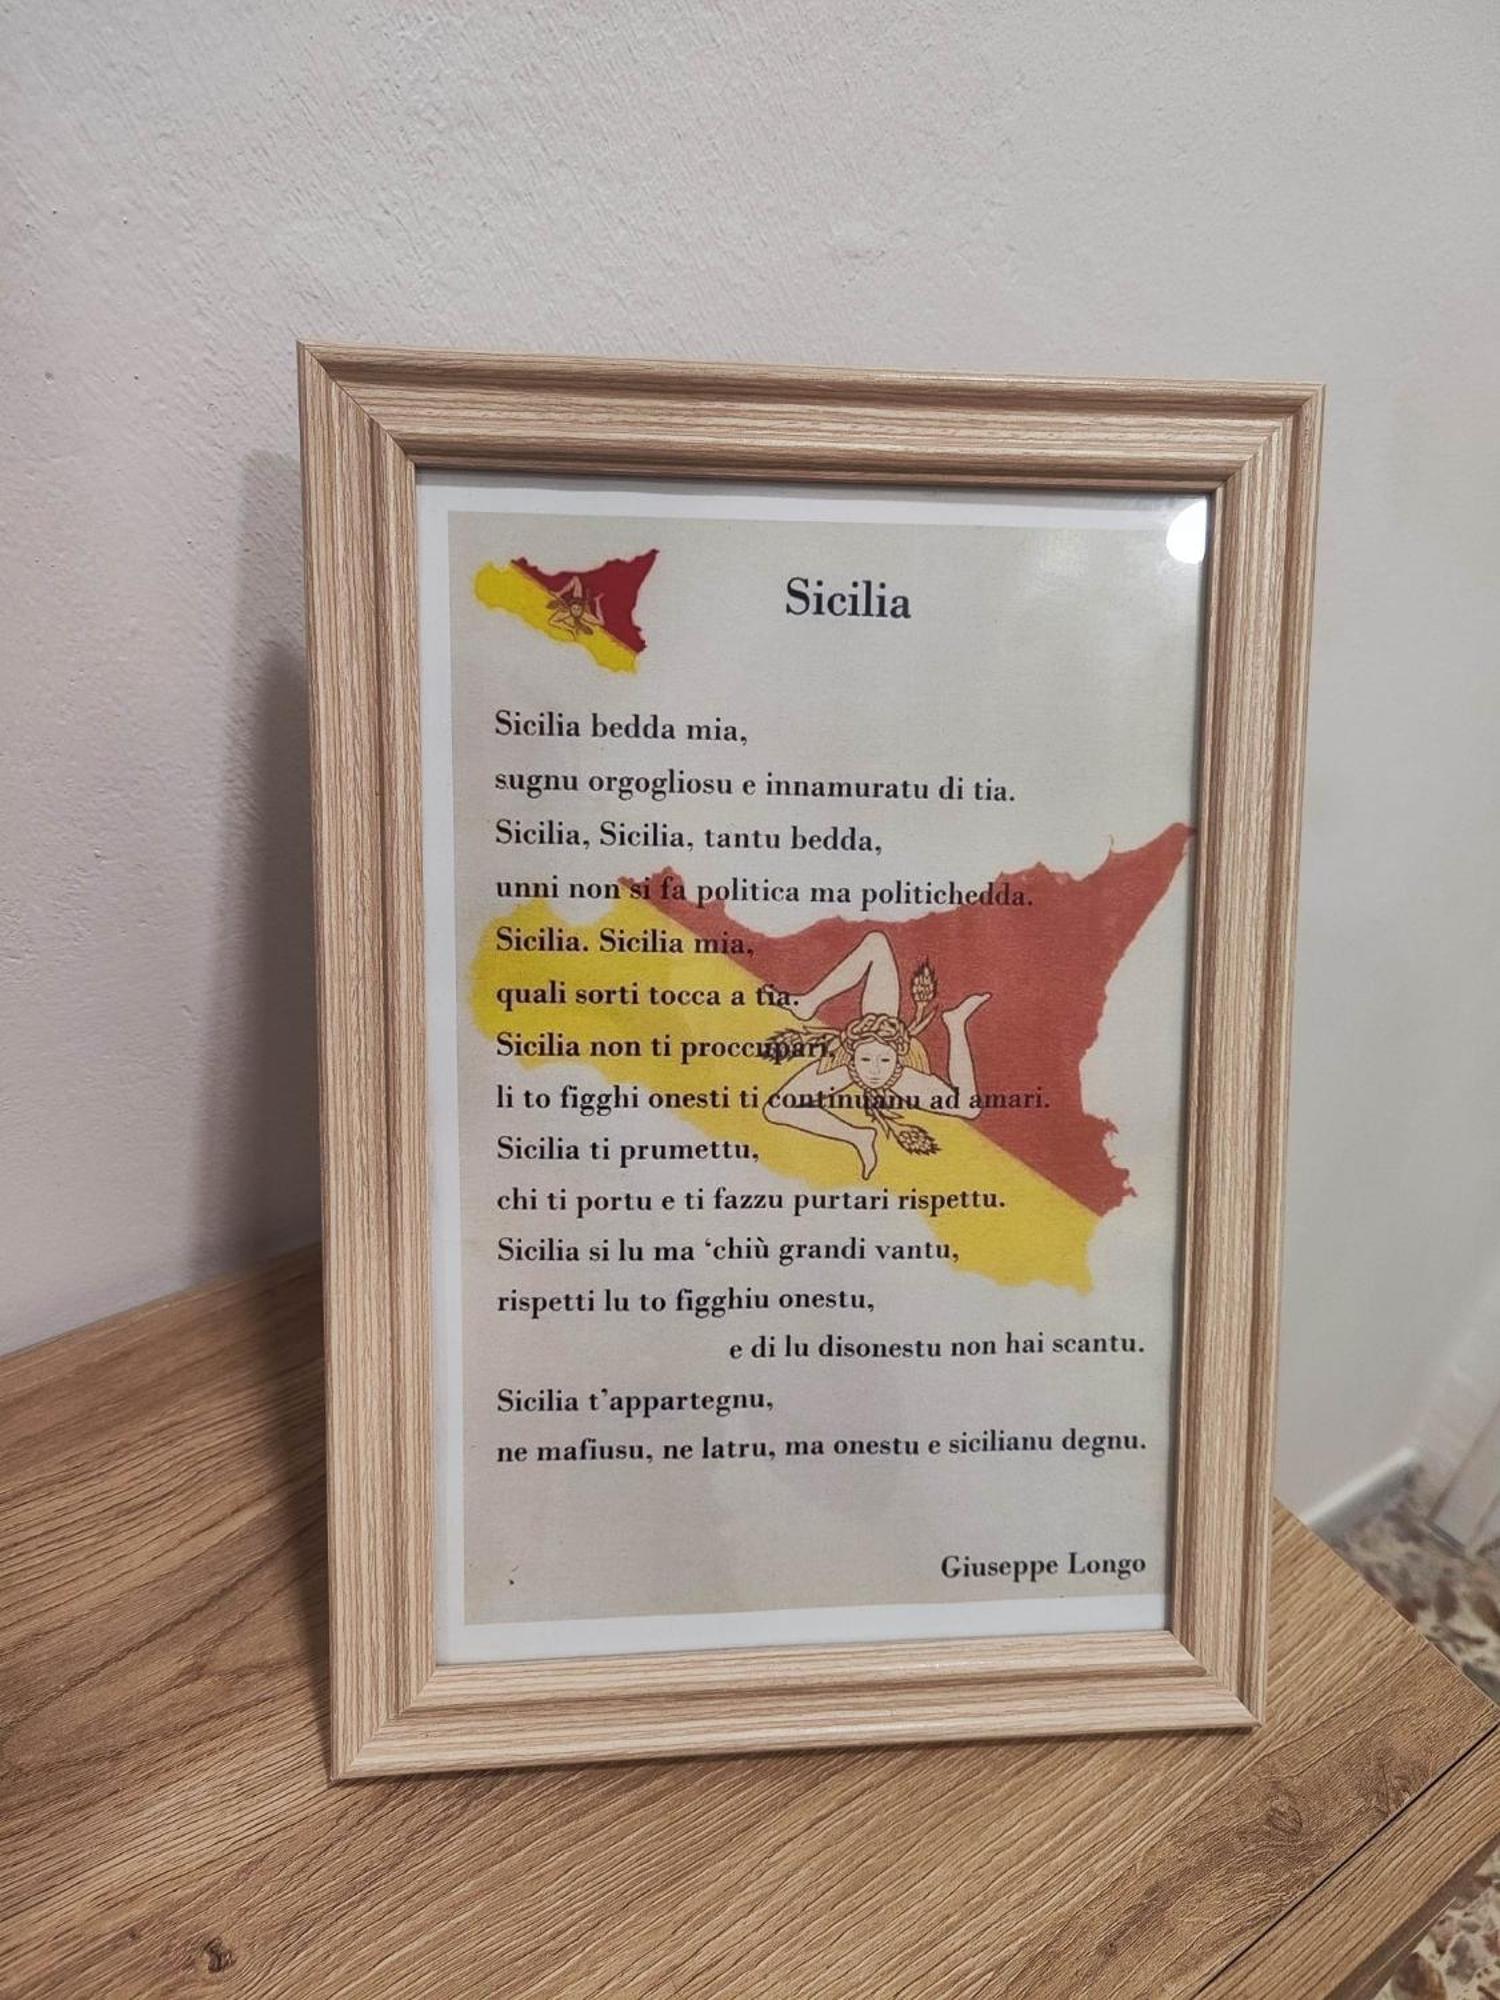 Sicilia
Sicilia bedda mia,
sugnu orgogliosu e innamuratu di tia.
Sicilia, Sicilia, tantu bedda,
unni non si fa politica ma politichedda.
Sicilia. Sicilia mia,
quali sorti tocca a tia.
Sicilia non ti proccupari,
li to figghi onesti ti continuanu ad amari.
Sicilia ti prumettu,
chi ti portu e ti fazzu purtari rispettu.
Sicilia si lu ma ‘chiù grandi vantu,
rispetti lu to figghiu onestu,
e di lu disonestu non hai scantu.
Sicilia t’appartegnu,
ne mafiusu, ne latru, ma onestu e sicilianu degnu.
Giuseppe Longo